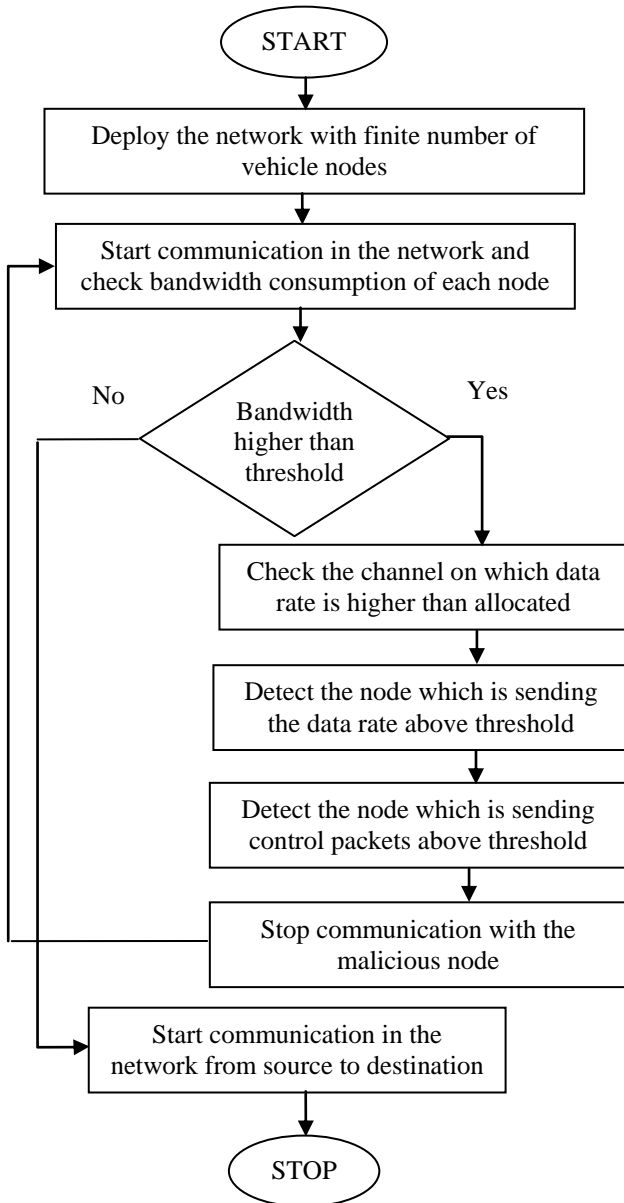 START
Deploy the network with finite number of
vehicle nodes
Start communication in the network and
check bandwidth consumption of each node
No
Yes
Bandwidth
higher than
threshold
Check the channel on which data
rate is higher than allocated
Detect the node which is sending
the data rate above threshold
Detect the node which is sending
control packets above threshold
Stop communication with the
malicious node
Start communication in the
network from source to destination
STOP